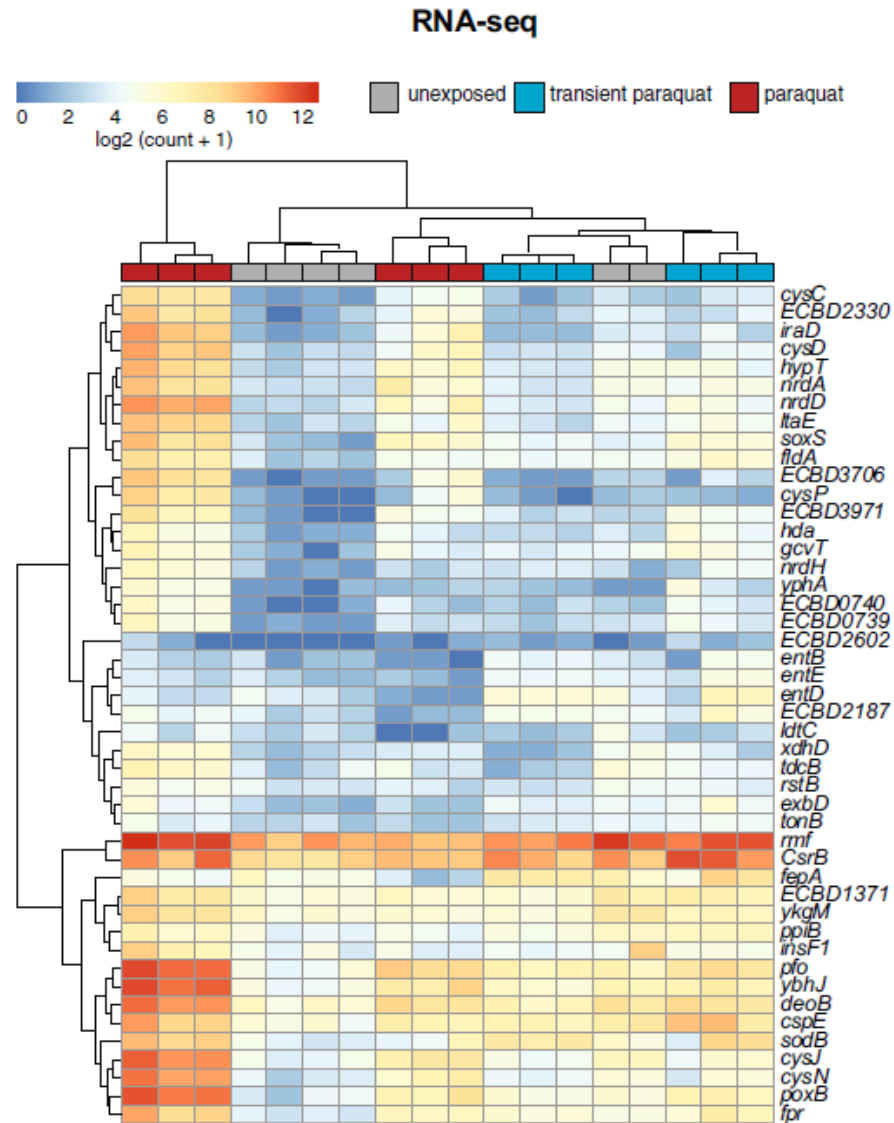 RNA-seq
unexposed transient paraquat paraquat
0 2 4 6 8 10 12
log2 (count + 1)
cysC
ECBD2330
iraD
cysD
hypT
nrdA
nrdD
ltaE
soxS
fldA
ECBD3706
cysP
ECBD3971
hda
gcvT
nrdH
yphA
ECBD0740
ECBD0739
ECBD2602
entB
entE
entD
ECBD2187
ldtC
xdhD
tdcB
rstB
exbD
tonB
rmf
CsrB
fepA
ECBD1371
ykgM
ppiB
insF1
pfo
ybhJ
deoB
cspE
sodB
cysJ
cysN
poxB
fpr